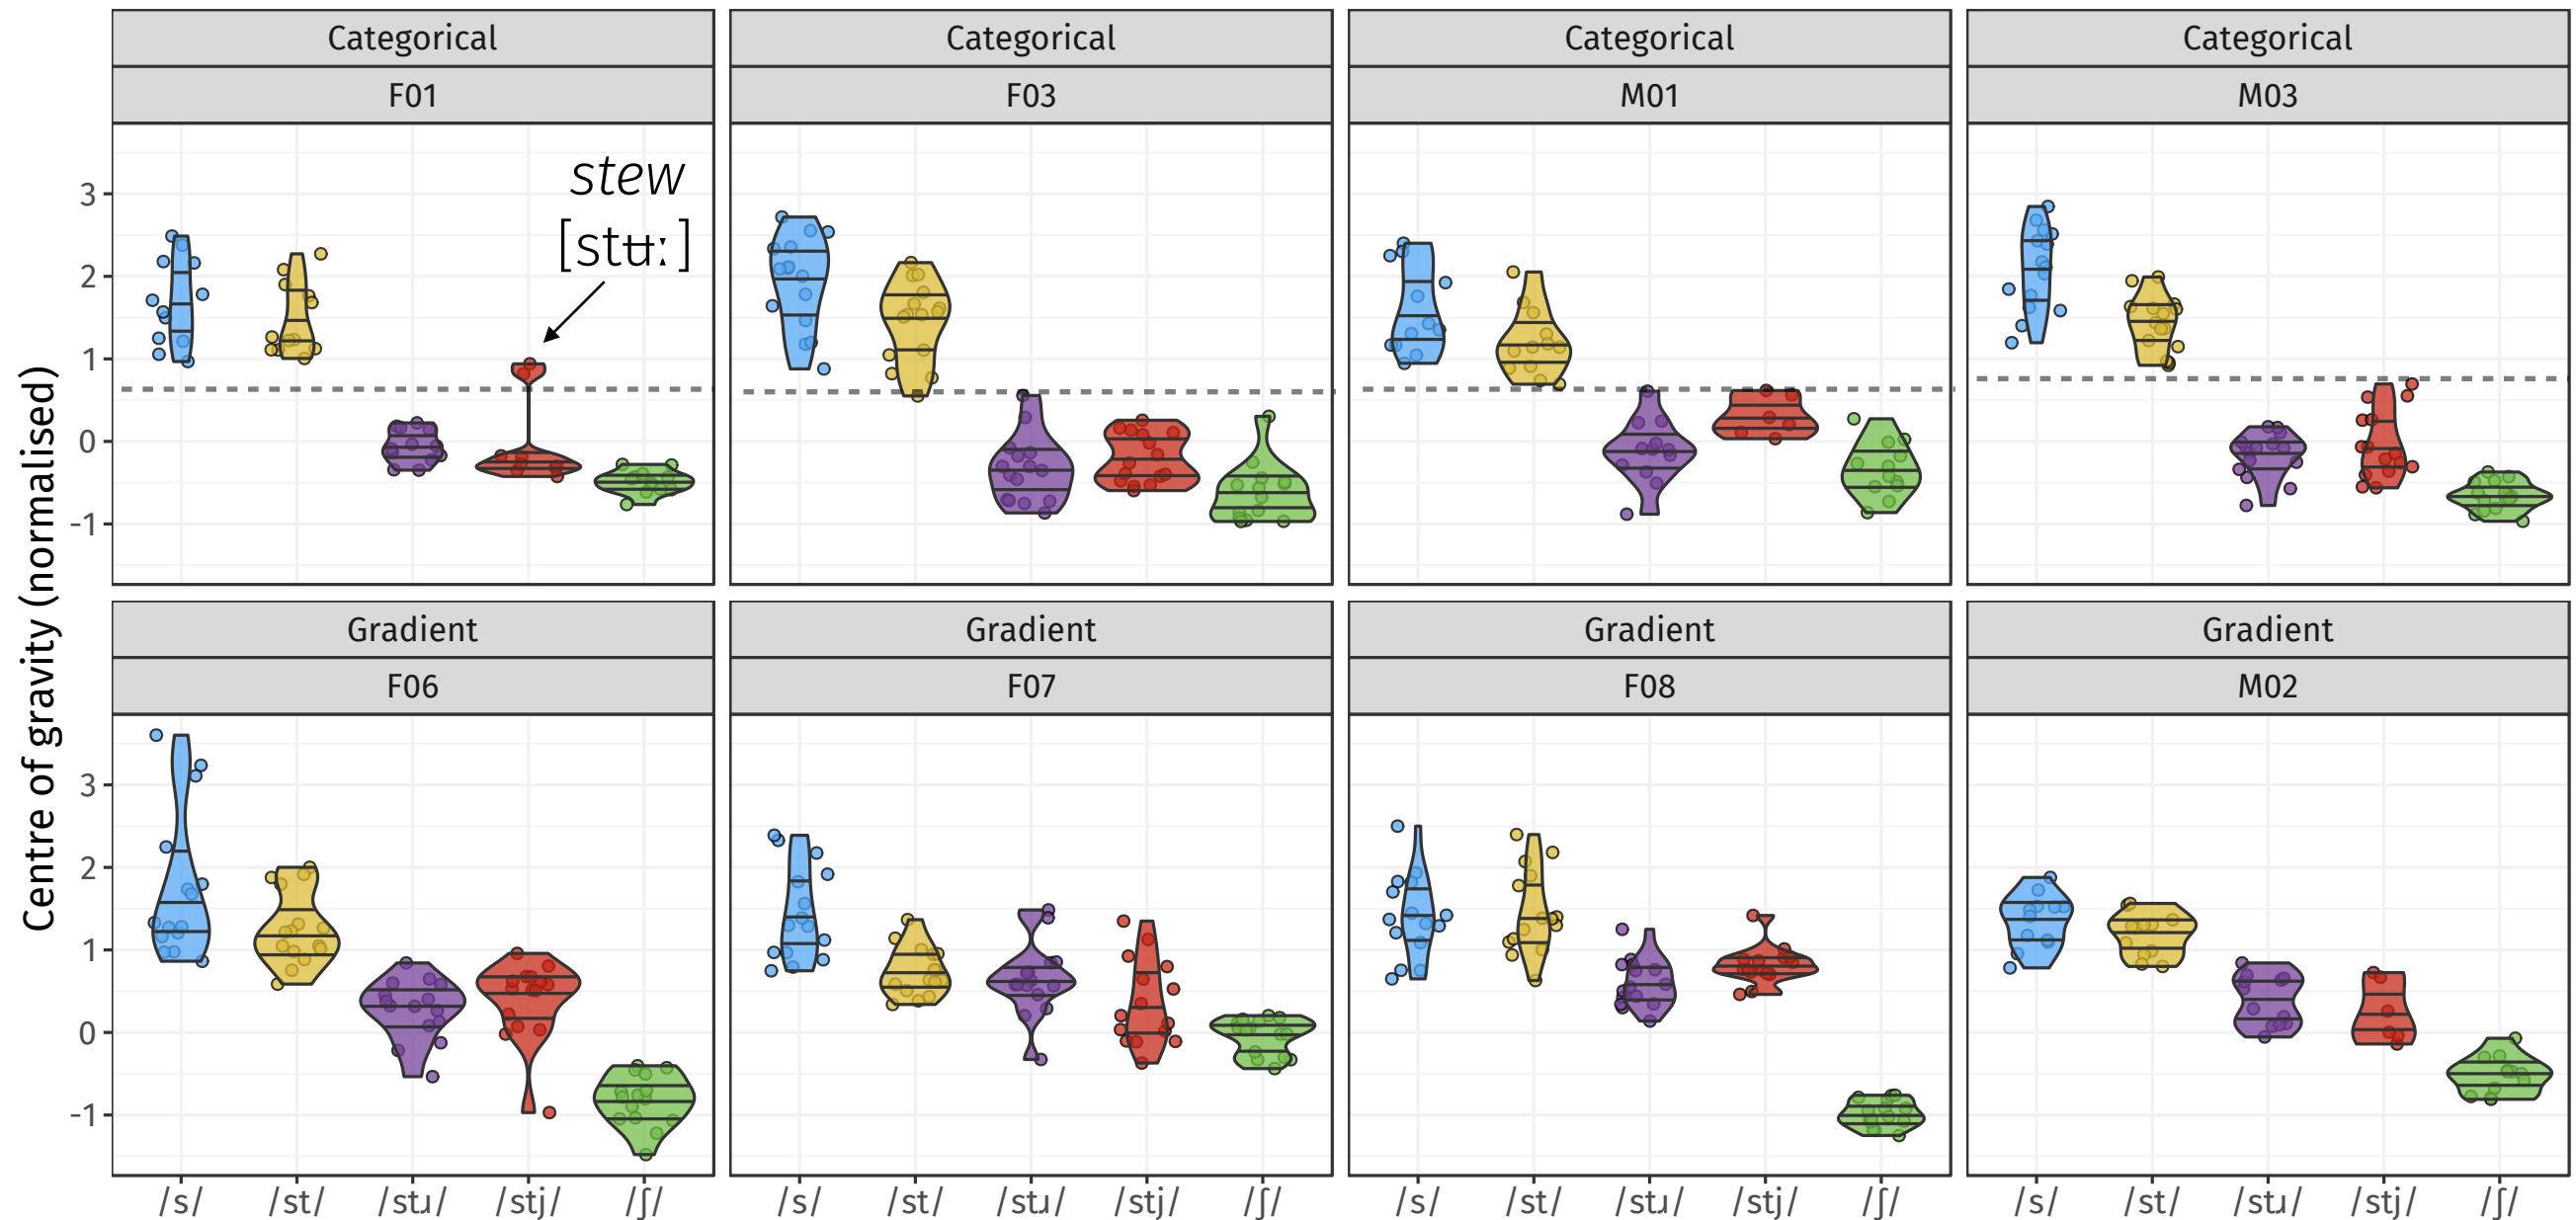 Categorical Categorical Categorical Categorical
F01 F03 M01 M03
stew
[stʉː]
3
2
1
0
-1
Centre of gravity (normalised)
Gradient Gradient Gradient Gradient
F06 F07 F08 M02
3
2
1
0
-1
/s/ /st/ /stɹ/ /stj/ /ʃ/ /s/ /st/ /stɹ/ /stj/ /ʃ/ /s/ /st/ /stɹ/ /stj/ /ʃ/ /s/ /st/ /stɹ/ /stj/ /ʃ/